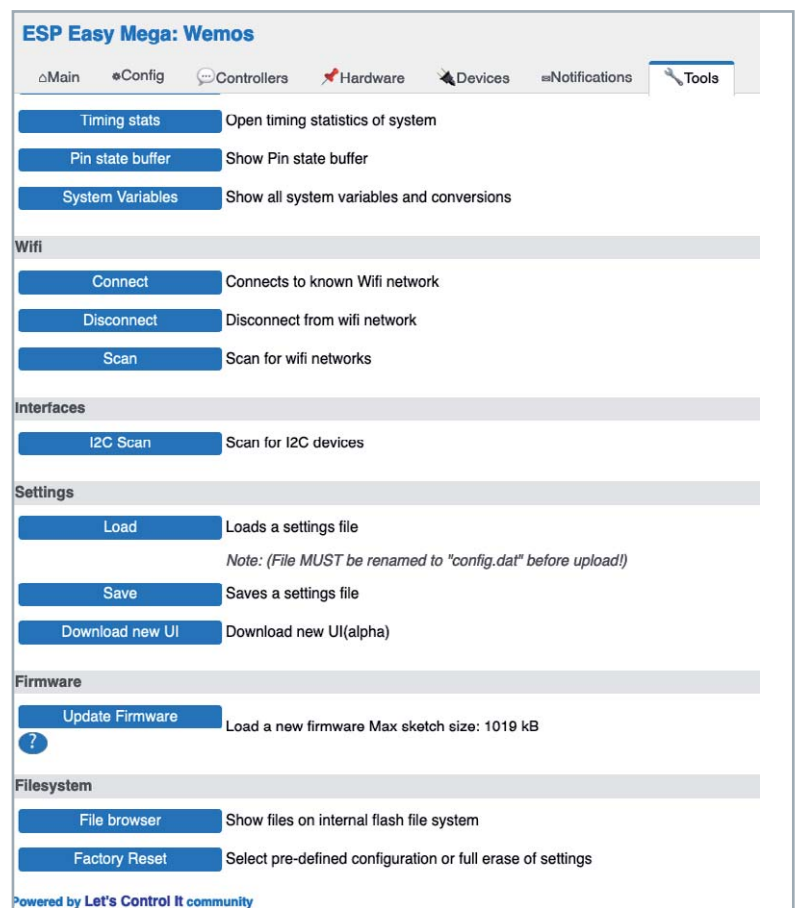 ESP Easy Mega: Wemos
Main Config Controllers Hardware Devices Notifications Tools
Timing stats Open timing statistics of system
Pin state buffer Show Pin state buffer
System Variables Show all system variables and conversions
Wifi
Connect Connects to known Wifi network
Disconnect Disconnect from wifi network
Scan Scan for wifi networks
Interfaces
I2C Scan Scan for I2C devices
Settings
Load Loads a settings file
Note: (File MUST be renamed to "config.dat" before upload!)
Save Saves a settings file
Download new UI Download new UI(alpha)
Firmware
Update Firmware Load a new firmware Max sketch size: 1019 kB
?
Filesystem
File browser Show files on internal flash file system
Factory Reset Select pre-defined configuration or full erase of settings
Powered by Let's Control It community